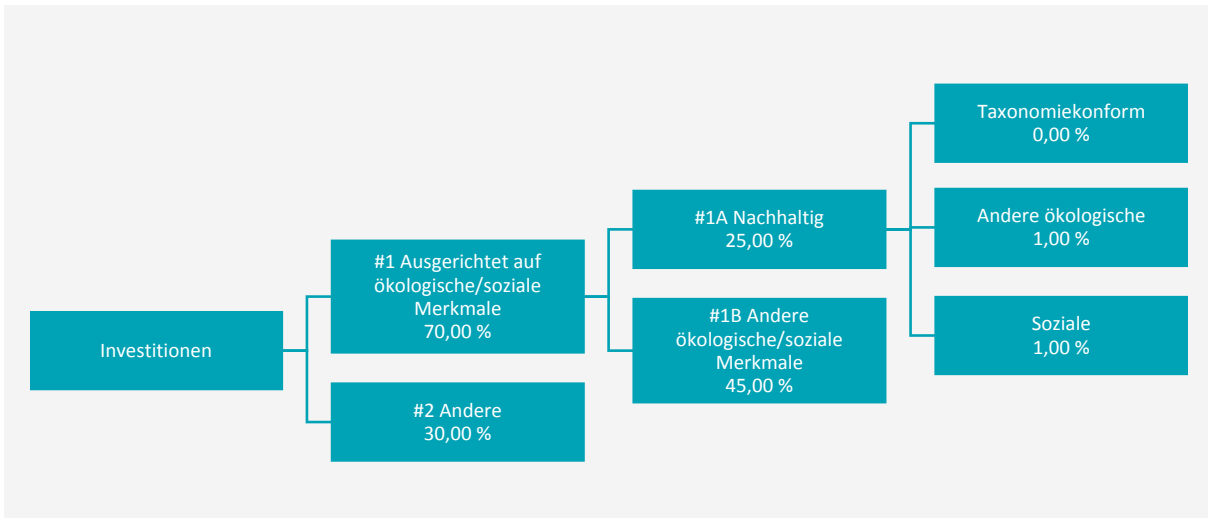 Investitionen
#1 Ausgerichtet auf
ökologische/soziale
Merkmale
70,00 %
#2 Andere
30,00 %
#1A Nachhaltig
25,00 %
#1B Andere
ökologische/soziale
Merkmale
45,00 %
Taxonomiekonform
0,00 %
Andere ökologische
1,00 %
Soziale
1,00 %